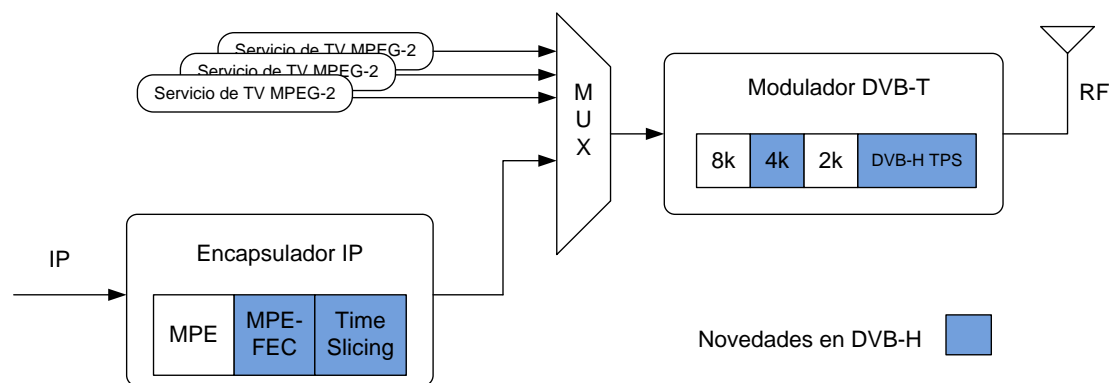 Servicio de TV MPEG-2
Servicio de TV MPEG-2
Servicio de TV MPEG-2
M
U
X
Modulador DVB-T
8k
4k
2k
DVB-H TPS
RF
IP
Encapsulador IP
MPE
MPE-
FEC
Time
Slicing
Novedades en DVB-H